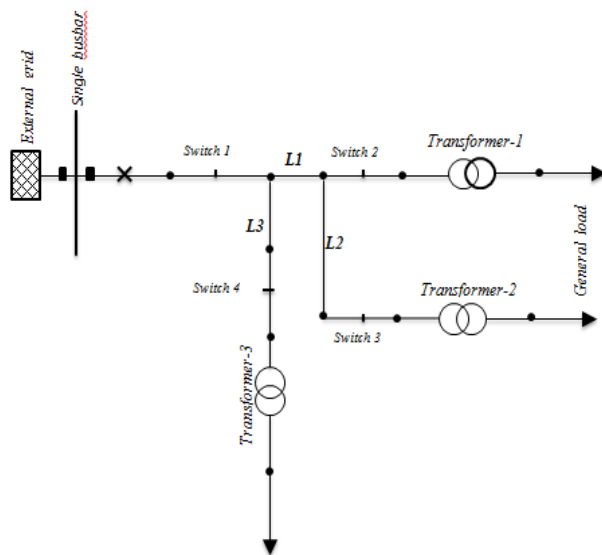 External grid
Single busbar
Switch 1
L1
Switch 2
Transformer-1
L3
L2
General load
Switch 4
Transformer-2
Switch 3
Transformer-3